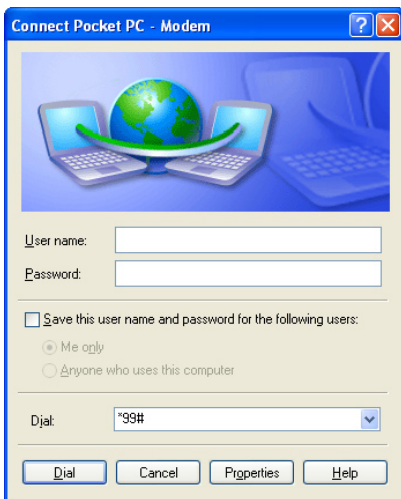 Connect Pocket PC - Modem
User name:
Password:
Save this user name and password for the following users:
Me only
Anyone who uses this computer
Dial: *99#
Dial Cancel Properties Help